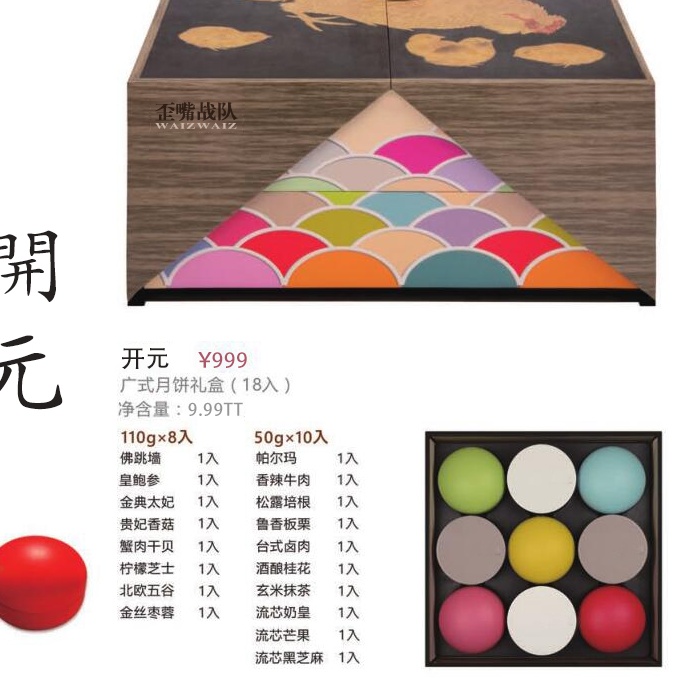 歪嘴战队
WAIZWAIZ
開
元
开元 ¥999
广式月饼礼盒（18入）
净含量：9.99TT
110g×8入
佛跳墙 1入
皇鲍参 1入
金典太妃 1入
贵妃香菇 1入
蟹肉干贝 1入
柠檬芝士 1入
北欧五谷 1入
金丝枣蓉 1入
50g×10入
帕尔玛 1入
香辣牛肉 1入
松露培根 1入
鲁香板栗 1入
台式卤肉 1入
酒酿桂花 1入
玄米抹茶 1入
流芯奶皇 1入
流芯芒果 1入
流芯黑芝麻 1入